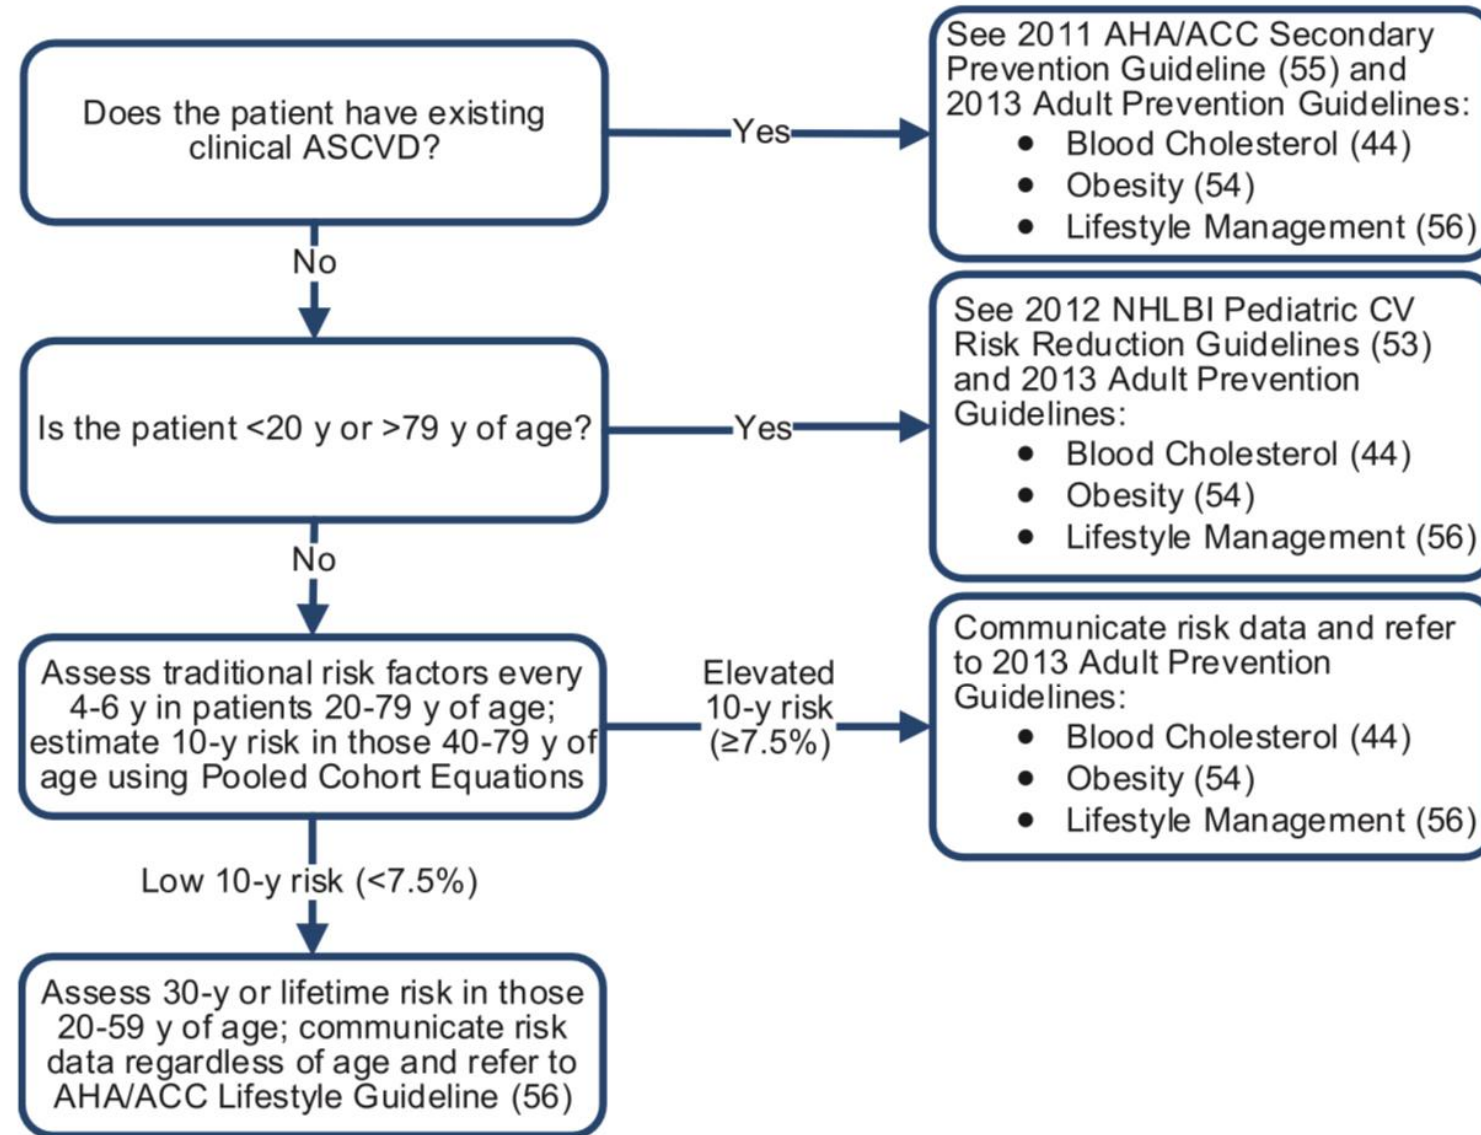 Does the patient have existing
clinical ASCVD?
Yes
See 2011 AHA/ACC Secondary
Prevention Guideline (55) and
2013 Adult Prevention Guidelines:
• Blood Cholesterol (44)
• Obesity (54)
• Lifestyle Management (56)
No
Is the patient <20 y or >79 y of age?
Yes
See 2012 NHLBI Pediatric CV
Risk Reduction Guidelines (53)
and 2013 Adult Prevention
Guidelines:
• Blood Cholesterol (44)
• Obesity (54)
• Lifestyle Management (56)
No
Assess traditional risk factors every
4-6 y in patients 20-79 y of age;
estimate 10-y risk in those 40-79 y of
age using Pooled Cohort Equations
Elevated
10-y risk
(≥7.5%)
Communicate risk data and refer
to 2013 Adult Prevention
Guidelines:
• Blood Cholesterol (44)
• Obesity (54)
• Lifestyle Management (56)
Low 10-y risk (<7.5%)
Assess 30-y or lifetime risk in those
20-59 y of age; communicate risk
data regardless of age and refer to
AHA/ACC Lifestyle Guideline (56)